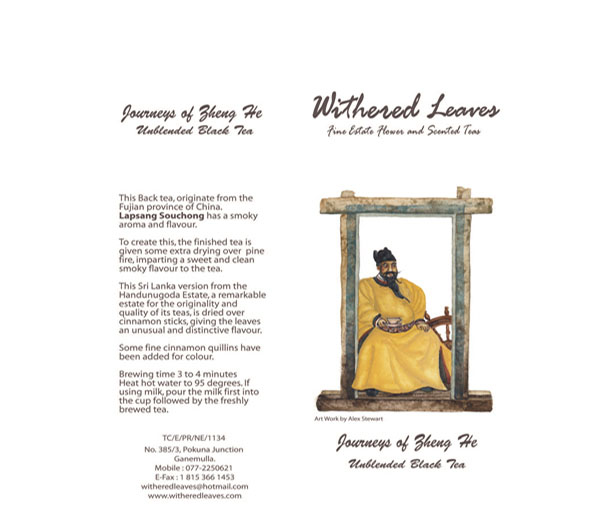 Journeys of Zheng He
Unblended Black Tea
This Back tea, originate from the
Fujian province of China.
Lapsang Souchong has a smoky
aroma and flavour.
To create this, the finished tea is
given some extra drying over pine
fire, imparting a sweet and clean
smoky flavour to the tea.
This Sri Lanka version from the
Handunugoda Estate, a remarkable
estate for the originality and
quality of its teas, is dried over
cinnamon sticks, giving the leaves
an unusual and distinctive flavour.
Some fine cinnamon quillins have
been added for colour.
Brewing time 3 to 4 minutes
Heat hot water to 95 degrees. If
using milk, pour the milk first into
the cup followed by the freshly
brewed tea.
TC/E/PR/NE/1134
No. 385/3, Pokuna Junction
Ganemulla.
Mobile : 077-2250621
E-Fax : 1 815 366 1453
witheredleaves@hotmail.com
www.witheredleaves.com
Withered Leaves
Fine Estate Flower and Scented Teas
Art Work by Alex Stewart
Journeys of Zheng He
Unblended Black Tea